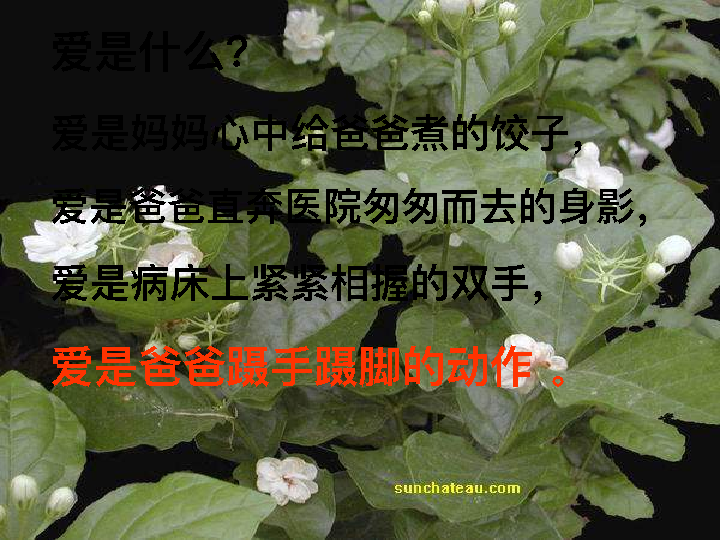 爱是什么?
爱是妈妈心中给爸爸煮的饺子,
爱是爸爸直奔医院匆匆而去的身影,
爱是病床上紧紧相握的双手,
爱是爸爸蹑手蹑脚的动作 。
sunchateau.com